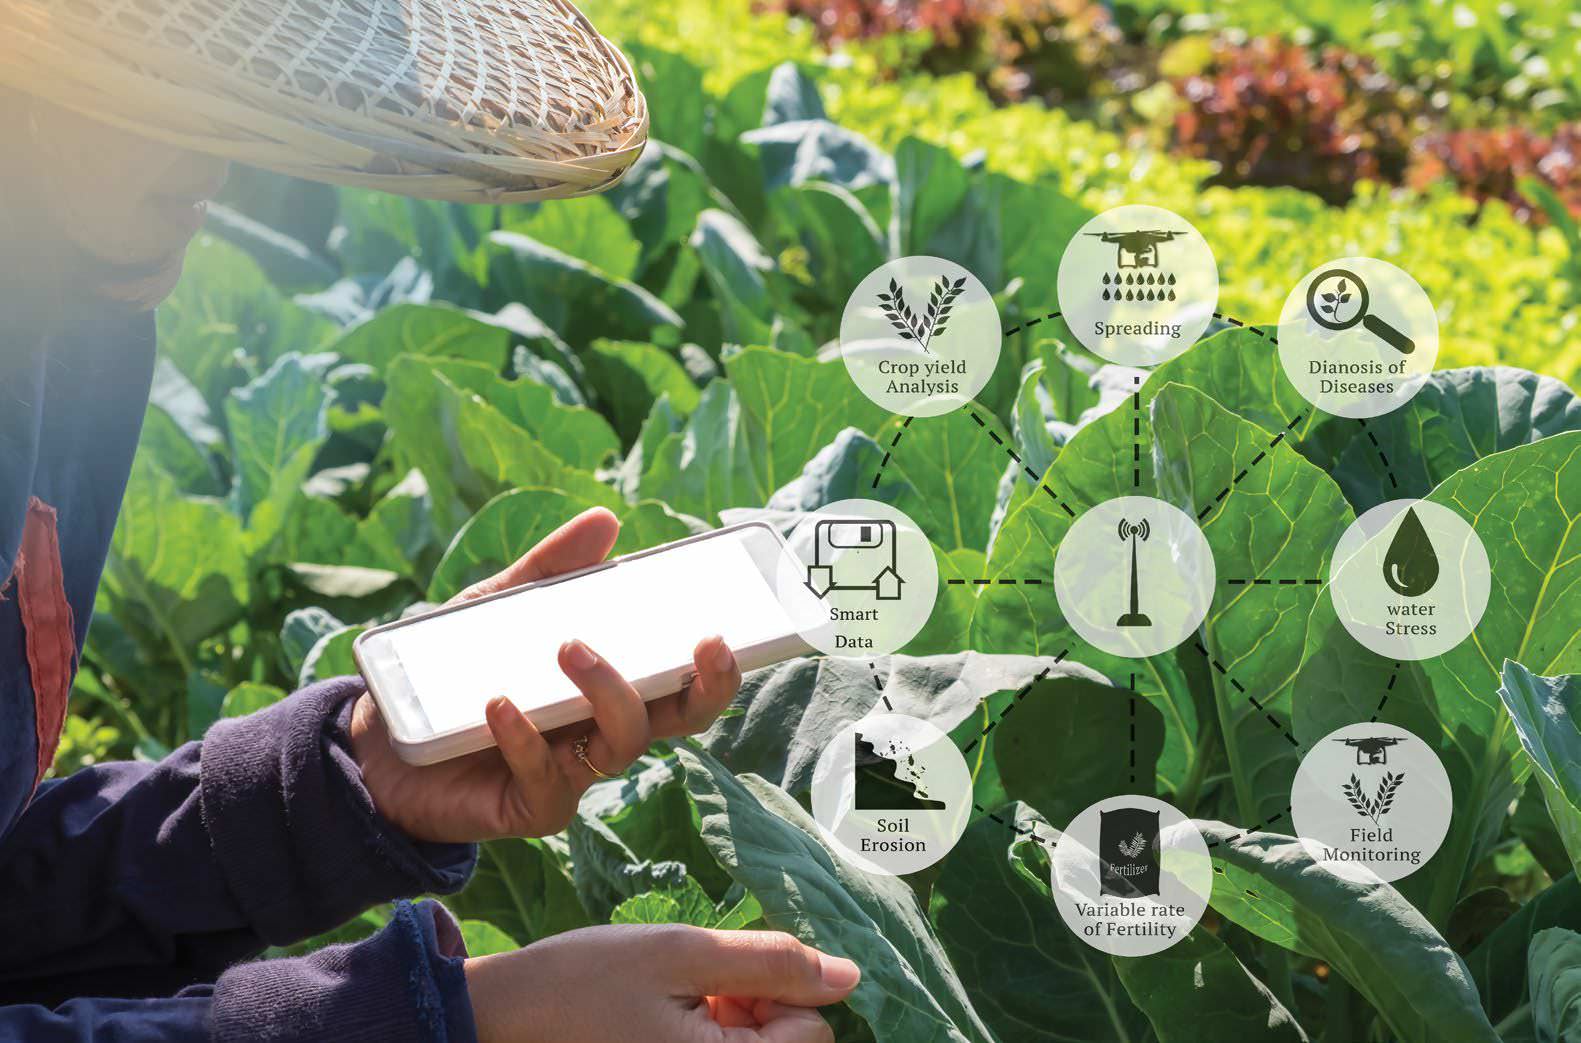 Spreading
Crop yield
Analysis
Dianosis of
Diseases
Smart
Data
water
Stress
Soil
Erosion
Field
Monitoring
Fertilizer
Variable rate
of Fertility